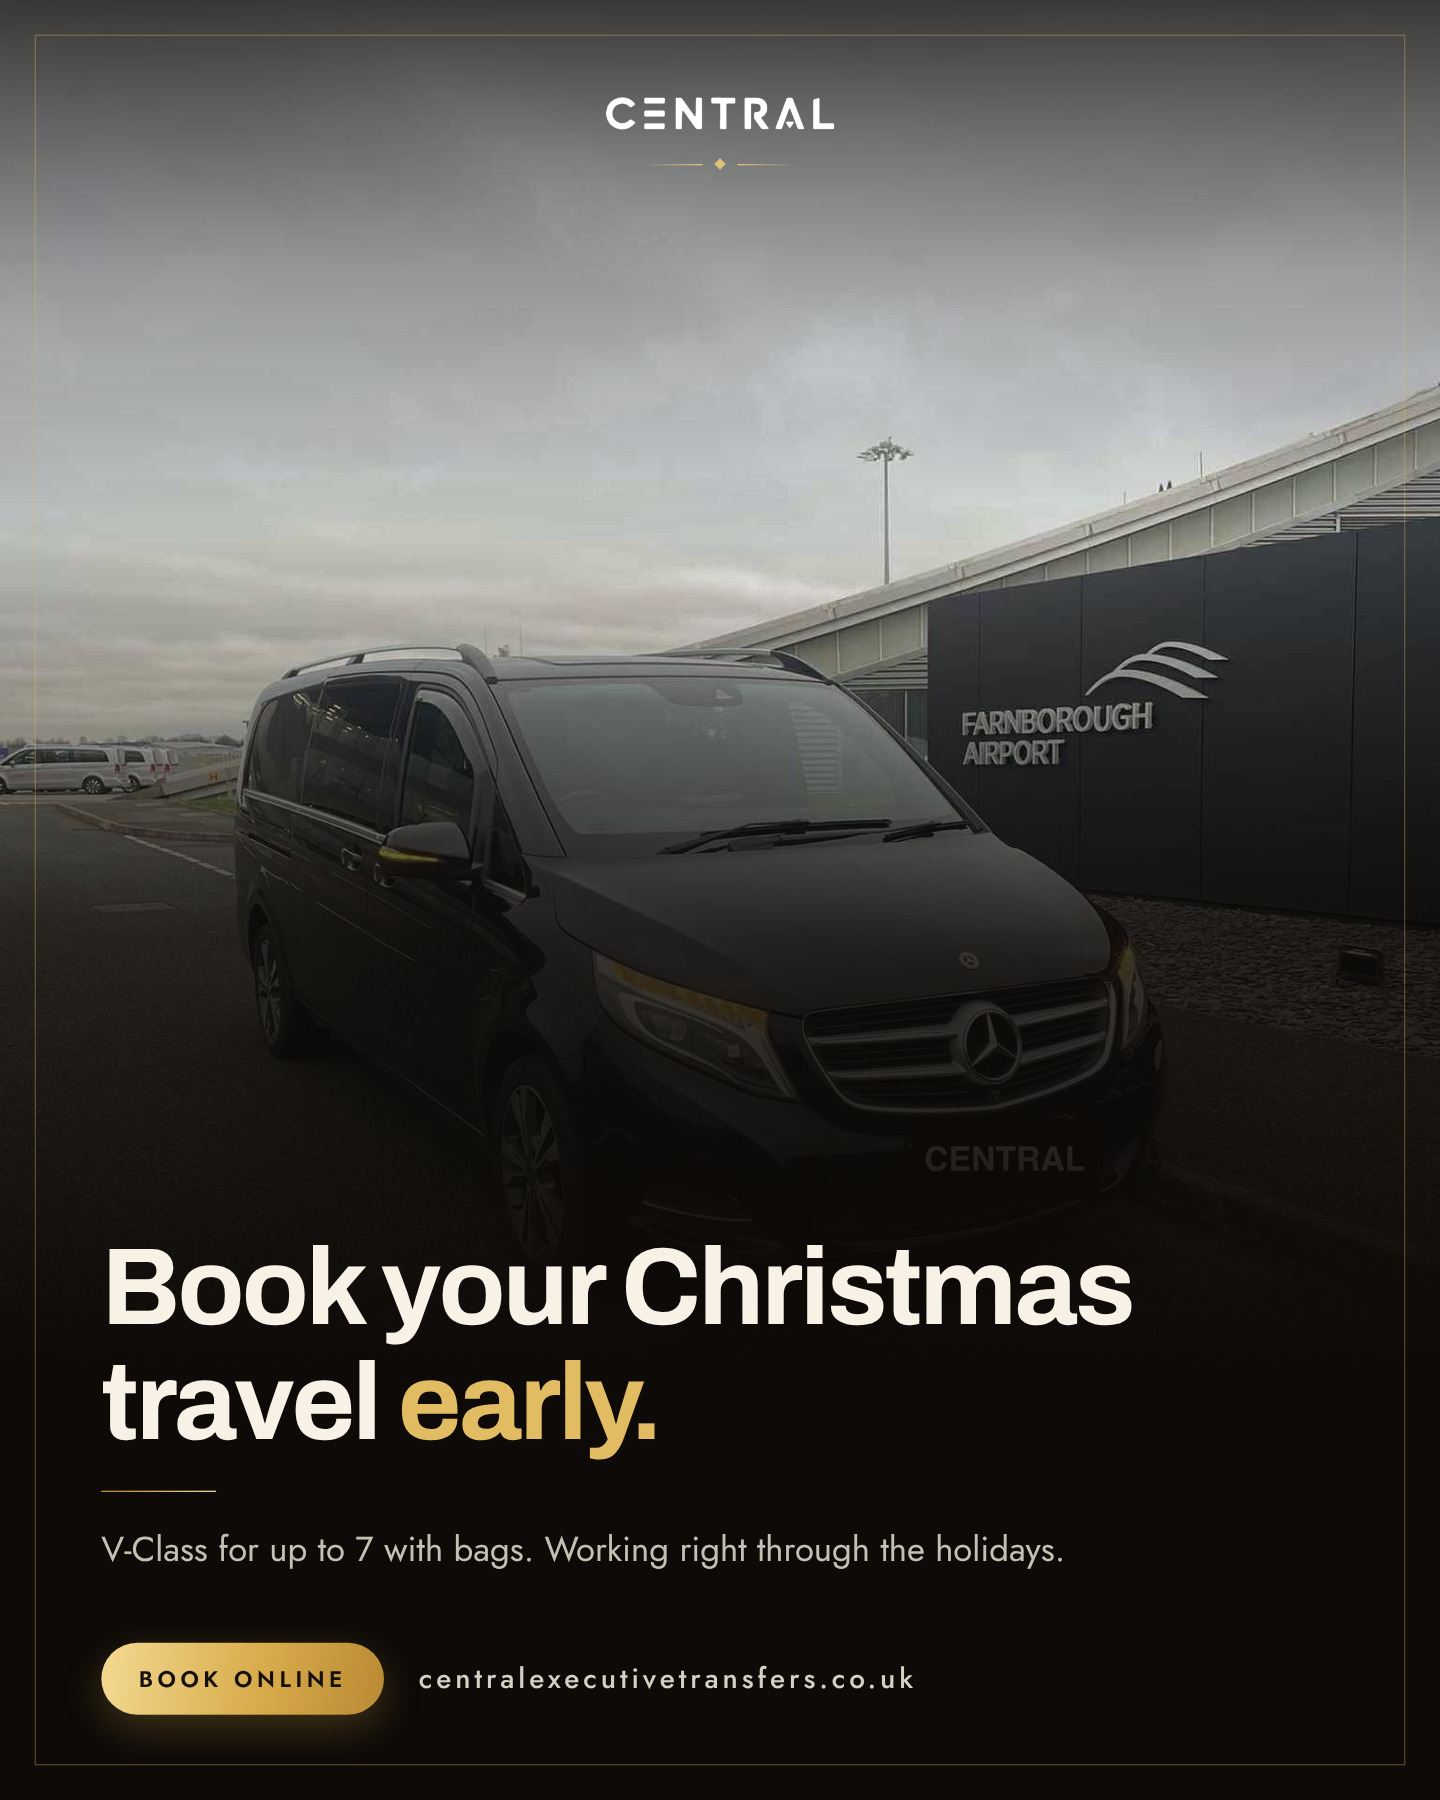 CENTRAL
FARNBOROUGH
AIRPORT
CENTRAL
Book your Christmas
travel early.
V-Class for up to 7 with bags. Working right through the holidays.
BOOK ONLINE
centralexecutivetransfers.co.uk